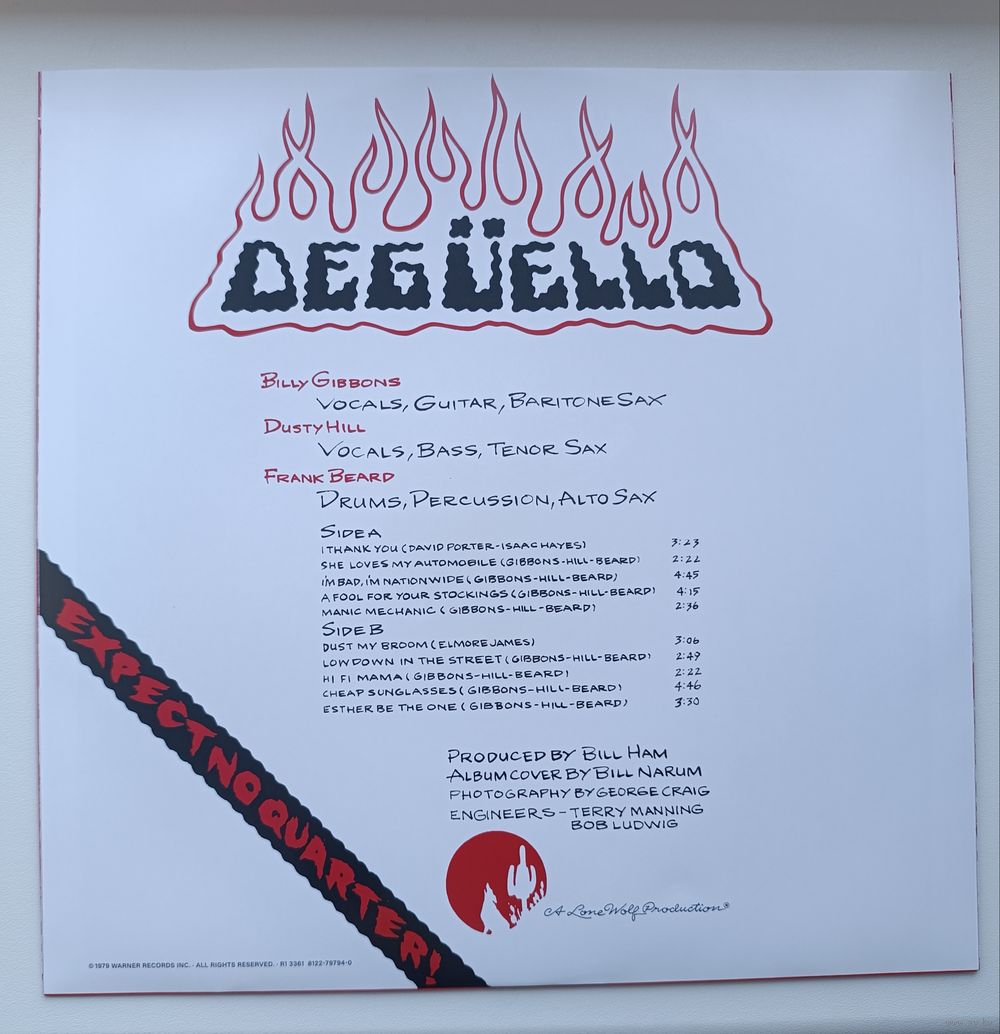 DEGÜELLO
BILLY GIBBONS
VOCALS, GUITAR, BARITONE SAX
DUSTY HILL
VOCALS, BASS, TENOR SAX
FRANK BEARD
DRUMS, PERCUSSION, ALTO SAX
SIDE A
I THANK YOU (DAVID PORTER-ISAAC HAYES) 3:23
SHE LOVES MY AUTOMOBILE (GIBBONS-HILL-BEARD) 2:22
I'M BAD, I'M NATIONWIDE (GIBBONS-HILL-BEARD) 4:45
A FOOL FOR YOUR STOCKINGS (GIBBONS-HILL-BEARD) 4:15
MANIC MECHANIC (GIBBONS-HILL-BEARD) 2:36
SIDE B
DUST MY BROOM (ELMORE JAMES) 3:06
LOWDOWN IN THE STREET (GIBBONS-HILL-BEARD) 2:49
HI FI MAMA (GIBBONS-HILL-BEARD) 2:22
CHEAP SUNGLASSES (GIBBONS-HILL-BEARD) 4:46
ESTHER BE THE ONE (GIBBONS-HILL-BEARD) 3:30
EXPECT NO QUARTER!
PRODUCED BY BILL HAM
ALBUM COVER BY BILL NARUM
PHOTOGRAPHY BY GEORGE CRAIG
ENGINEERS - TERRY MANNING
BOB LUDWIG
A Lone Wolf Production®
©1979 WARNER RECORDS INC. · ALL RIGHTS RESERVED. · R1 3361 8122-79794-0